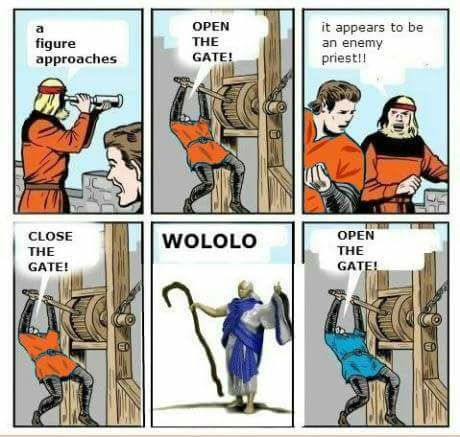 a
figure
approaches
OPEN
THE
GATE!
it appears to be
an enemy
priest!!
CLOSE
THE
GATE!
WOLOLO
OPEN
THE
GATE!